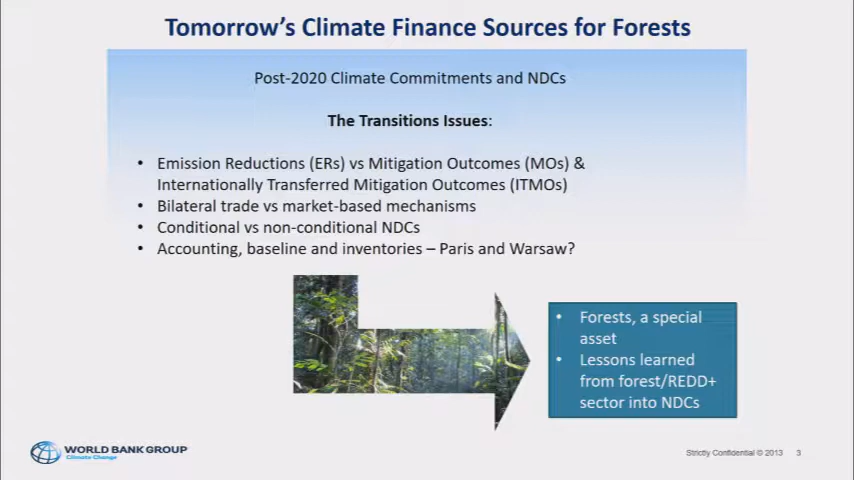 Tomorrow's Climate Finance Sources for Forests
Post-2020 Climate Commitments and NDCs
The Transitions Issues:
• Emission Reductions (ERs) vs Mitigation Outcomes (MOs) &
Internationally Transferred Mitigation Outcomes (ITMOs)
• Bilateral trade vs market-based mechanisms
• Conditional vs non-conditional NDCs
• Accounting, baseline and inventories – Paris and Warsaw?
• Forests, a special
asset
• Lessons learned
from forest/REDD+
sector into NDCs
WORLD BANK GROUP
Climate Change
Strictly Confidential © 2013 3